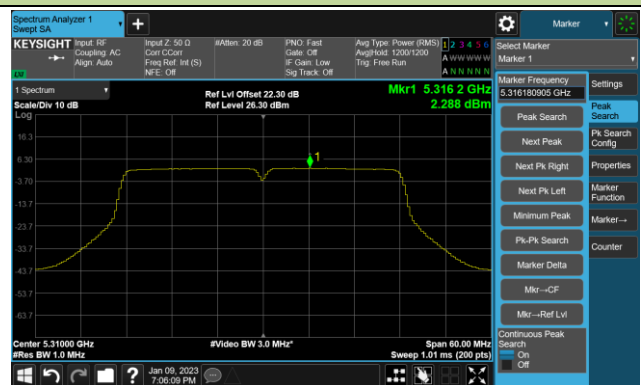 Spectrum Analyzer 1
Swept SA
Marker
KEYSIGHT
Input: RF
Coupling: AC
Align: Auto
Input Z: 50 Ω
Corr CCorr
Freq Ref: Int (S)
NFE: Off
#Atten: 20 dB
PNO: Fast
Gate: Off
IF Gain: Low
Sig Track: Off
Avg Type: Power (RMS)
Avg|Hold: 1200/1200
Trig: Free Run
1 2 3 4 5 6
A W W W W W
A N N N N N
Select Marker
Marker 1
1 Spectrum
Scale/Div 10 dB
Log
Ref Lvl Offset 22.30 dB
Ref Level 26.30 dBm
Mkr1 5.316 2 GHz
2.288 dBm
1
16.3
6.30
-3.70
-13.7
-23.7
-33.7
-43.7
-53.7
-63.7
Center 5.31000 GHz
#Res BW 1.0 MHz
#Video BW 3.0 MHz*
Span 60.00 MHz
Sweep 1.01 ms (200 pts)
Marker Frequency
5.316180905 GHz
Peak Search
Next Peak
Next Pk Right
Next Pk Left
Minimum Peak
Pk-Pk Search
Marker Delta
Mkr→CF
Mkr→Ref Lvl
Continuous Peak
Search
On
Off
Settings
Peak
Search
Pk Search
Config
Properties
Marker
Function
Marker→
Counter
Jan 09, 2023
7:06:09 PM